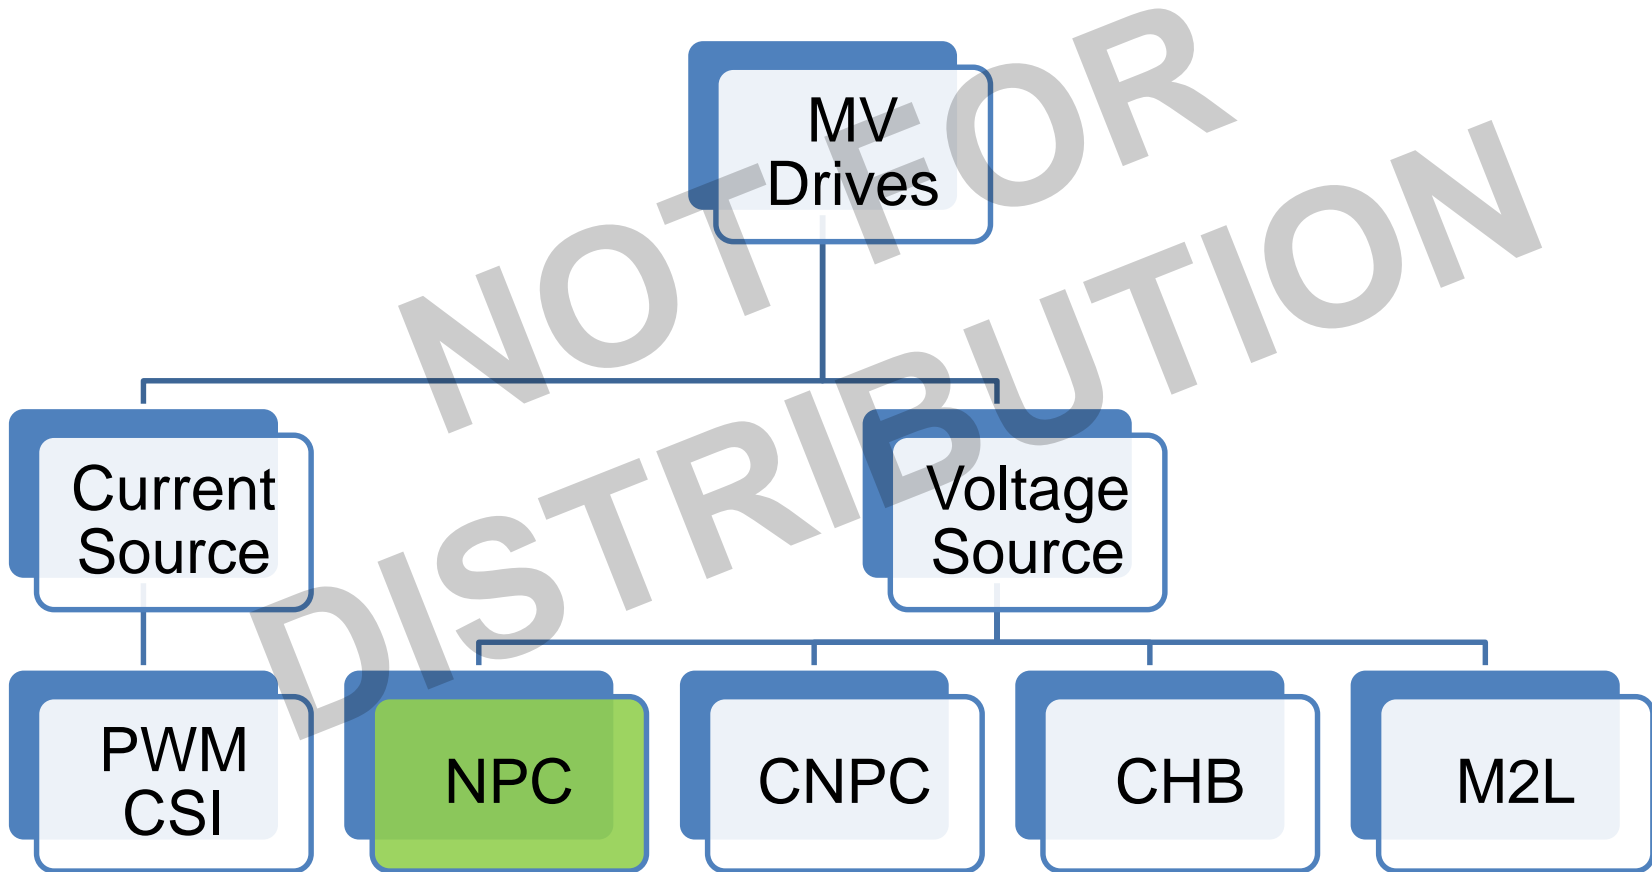 MV
Drives
NOT FOR
DISTRIBUTION
Current
Source
Voltage
Source
PWM
CSI
NPC
CNPC
CHB
M2L